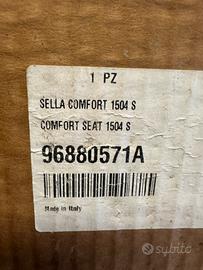 1 PZ
SELLA COMFORT 1504 S
COMFORT SEAT 1504 S
96880571A
Made in Italy
subito